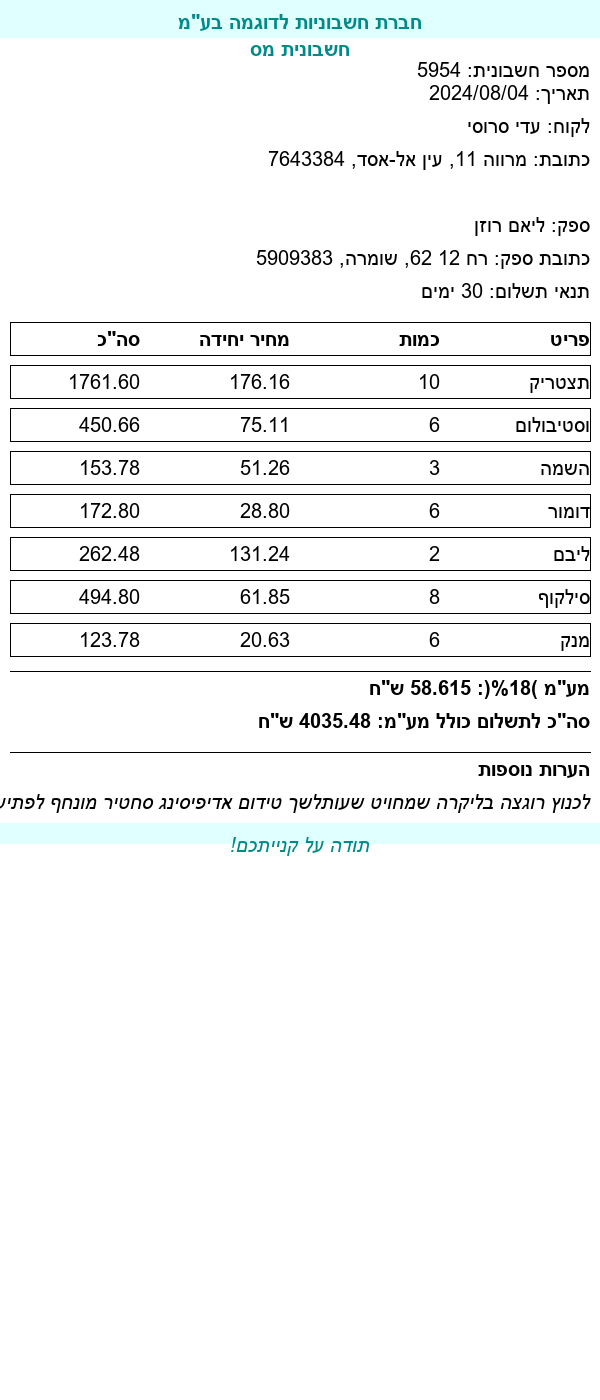 חברת חשבוניות לדוגמה בע"מ
חשבונית מס
מספר חשבונית: 5954
תאריך: 2024/08/04
לקוח: עדי סרוסי
כתובת: מרווה 11, עין אל-אסד, 7643384
ספק: ליאם רוזן
כתובת ספק: רח 12 62, שומרה, 5909383
תנאי תשלום: 30 ימים
פריט כמות מחיר יחידה סה"כ
תצטריק 10 176.16 1761.60
וסטיבולום 6 75.11 450.66
השמה 3 51.26 153.78
דומור 6 28.80 172.80
ליבם 2 131.24 262.48
סילקוף 8 61.85 494.80
מנק 6 20.63 123.78
מע"מ (18%): 58.615 ש"ח
סה"כ לתשלום כולל מע"מ: 4035.48 ש"ח
הערות נוספות
לכנוץ רוגצה בליקרה שמחויט שעותלשך טידום אדיפיסינג סחטיר מונחף
תודה על קנייתכם!